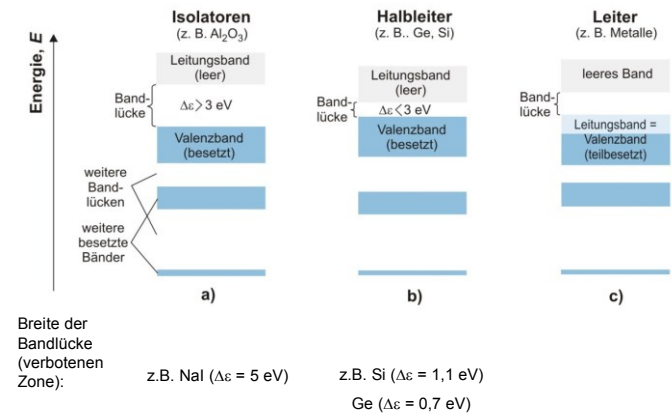 Isolatoren
(z. B. Al₂O₃)
Halbleiter
(z. B.. Ge, Si)
Leiter
(z. B. Metalle)
Energie, E
Leitungsband
(leer)
Band-
lücke
Δε> 3 eV
Valenzband
(besetzt)
weitere
Band-
lücken
weitere
besetzte
Bänder
a)
Leitungsband
(leer)
Band-
lücke
Δε<3 eV
Valenzband
(besetzt)
b)
leeres Band
Band-
lücke
Leitungsband =
Valenzband
(teilbesetzt)
c)
Breite der
Bandlücke
(verbotenen
Zone):
z.B. NaI (Δε = 5 eV)
z.B. Si (Δε = 1,1 eV)
Ge (Δε = 0,7 eV)